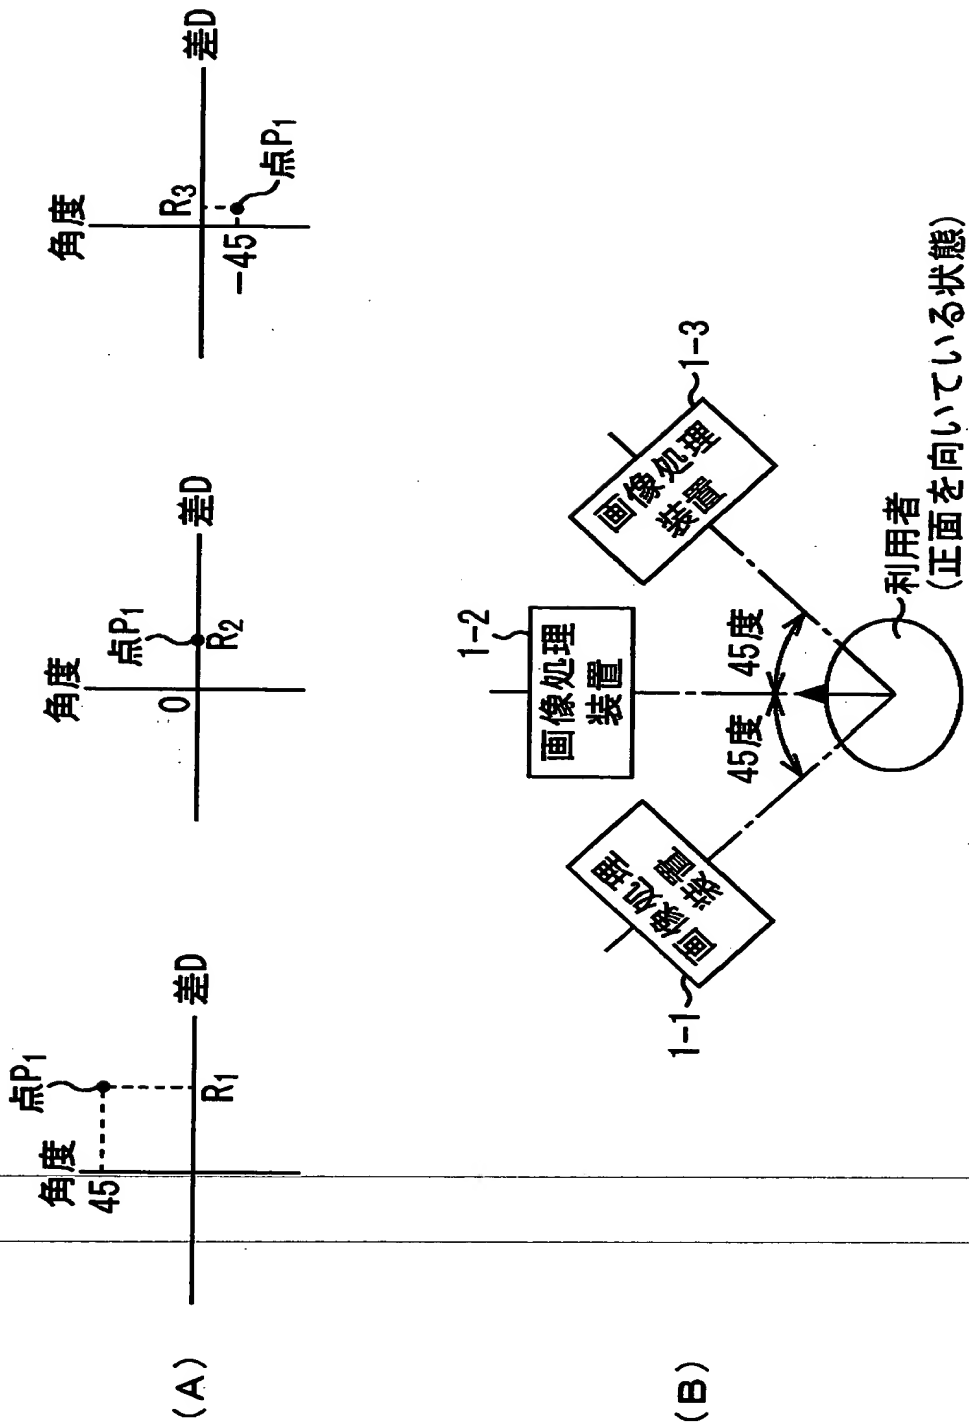 (A)
角度
45
点P1
R1
差D
角度
0
点P1
R2
差D
角度
-45
R3
点P1
差D
(B)
1-1
画像処理
装置
1-2
画像処理
装置
1-3
画像処理
装置
45度
45度
利用者
(正面を向いている状態)